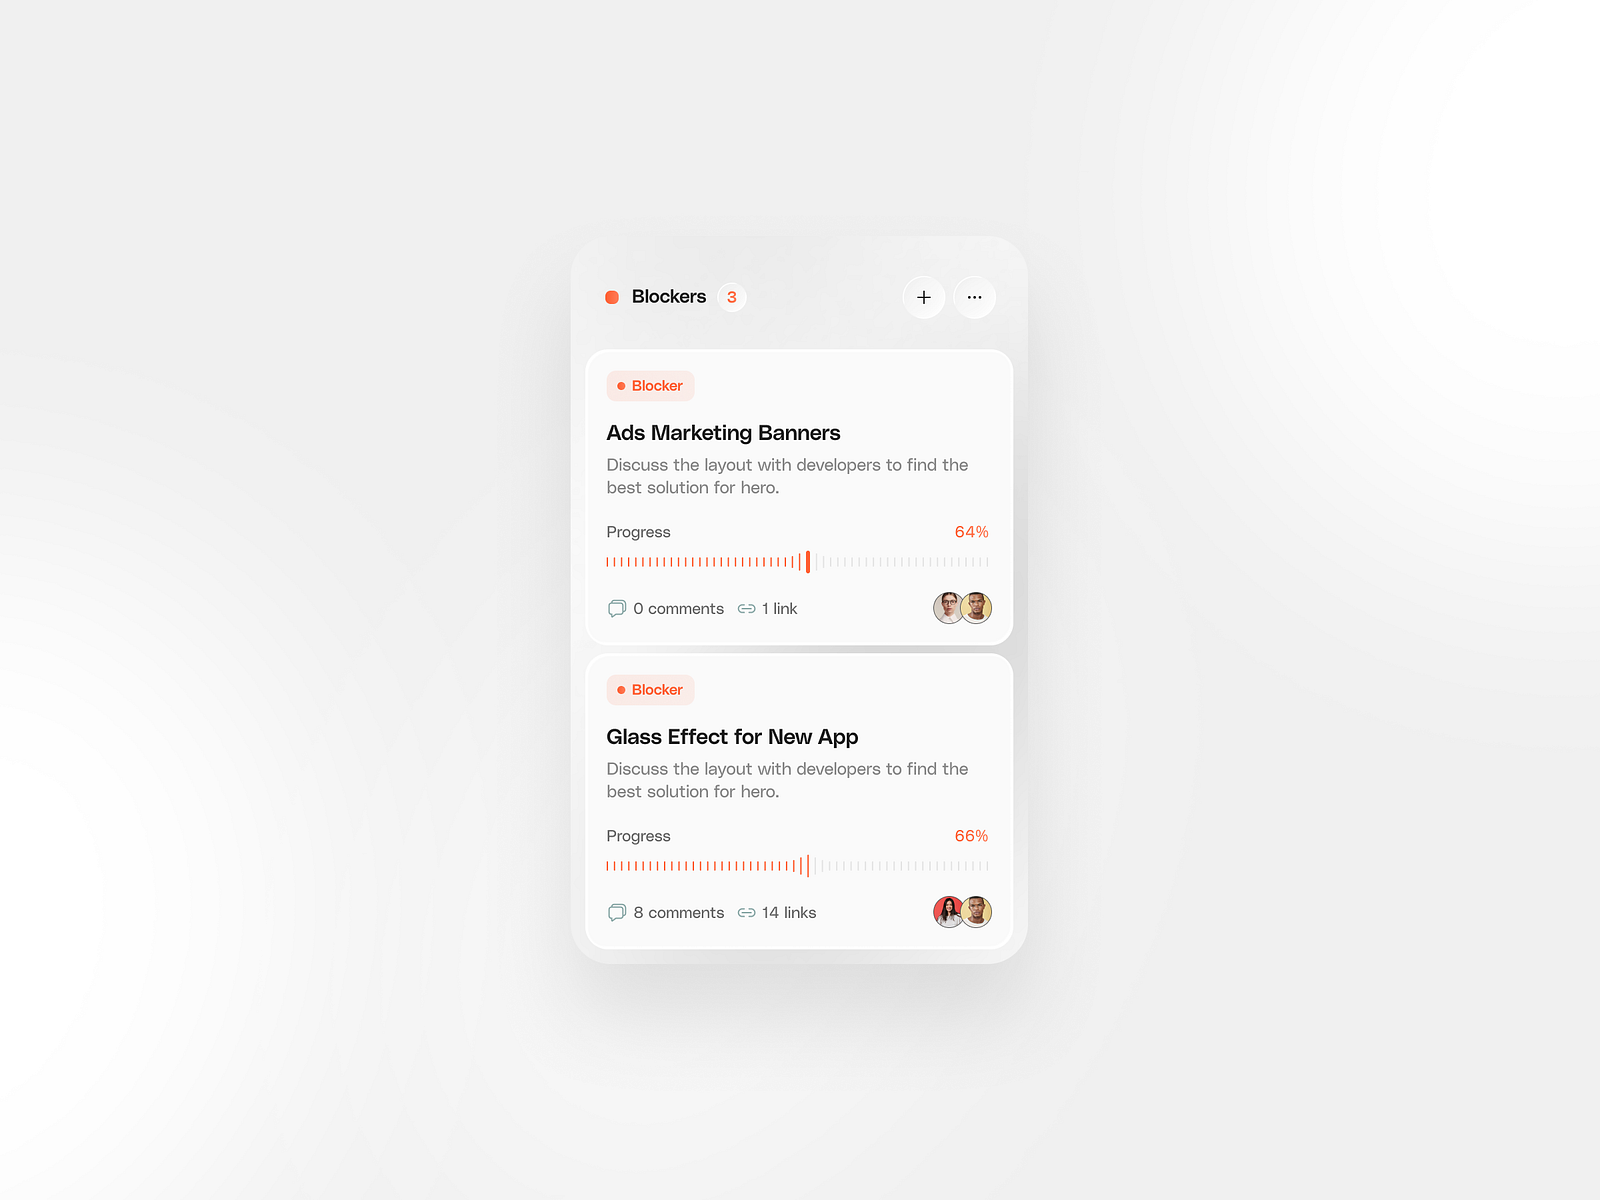 Blockers 3
Blocker
Ads Marketing Banners
Discuss the layout with developers to find the
best solution for hero.
Progress 64%
0 comments 1 link
Blocker
Glass Effect for New App
Discuss the layout with developers to find the
best solution for hero.
Progress 66%
8 comments 14 links